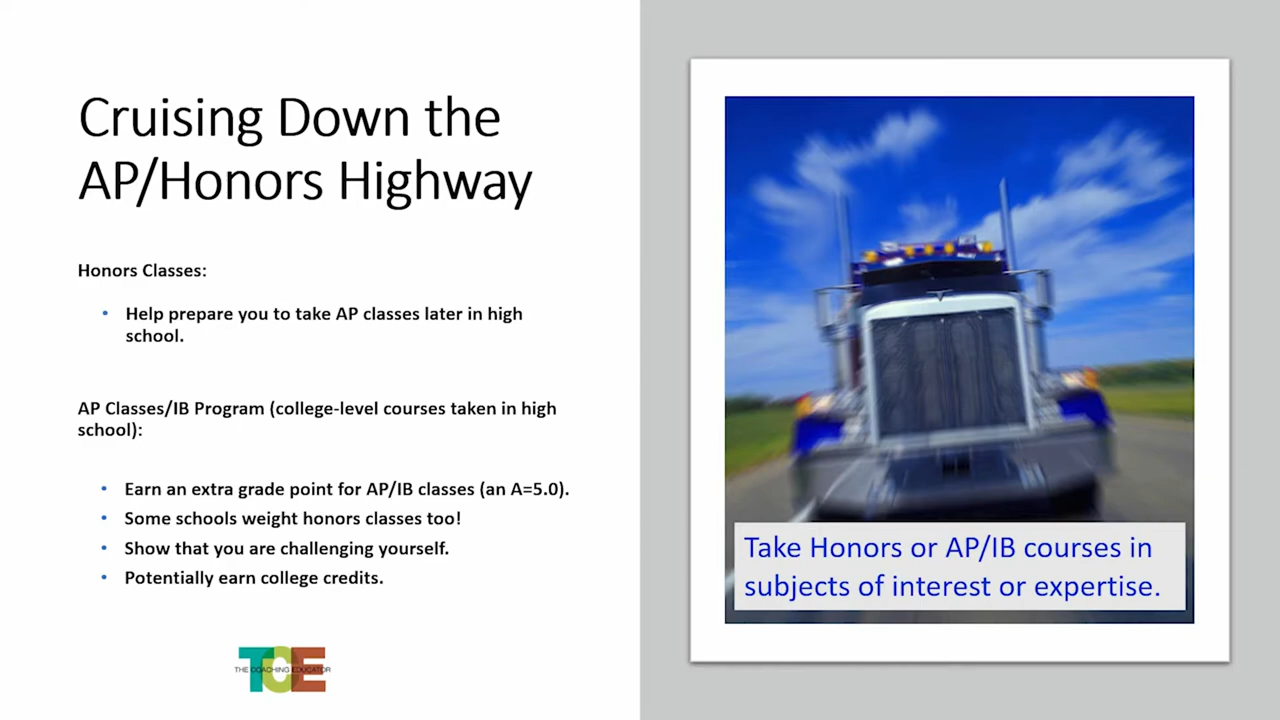 Cruising Down the
AP/Honors Highway
Honors Classes:
• Help prepare you to take AP classes later in high
school.
AP Classes/IB Program (college-level courses taken in high
school):
• Earn an extra grade point for AP/IB classes (an A=5.0).
• Some schools weight honors classes too!
• Show that you are challenging yourself.
• Potentially earn college credits.
TCE
THE COACHING EDUCATOR
Take Honors or AP/IB courses in
subjects of interest or expertise.